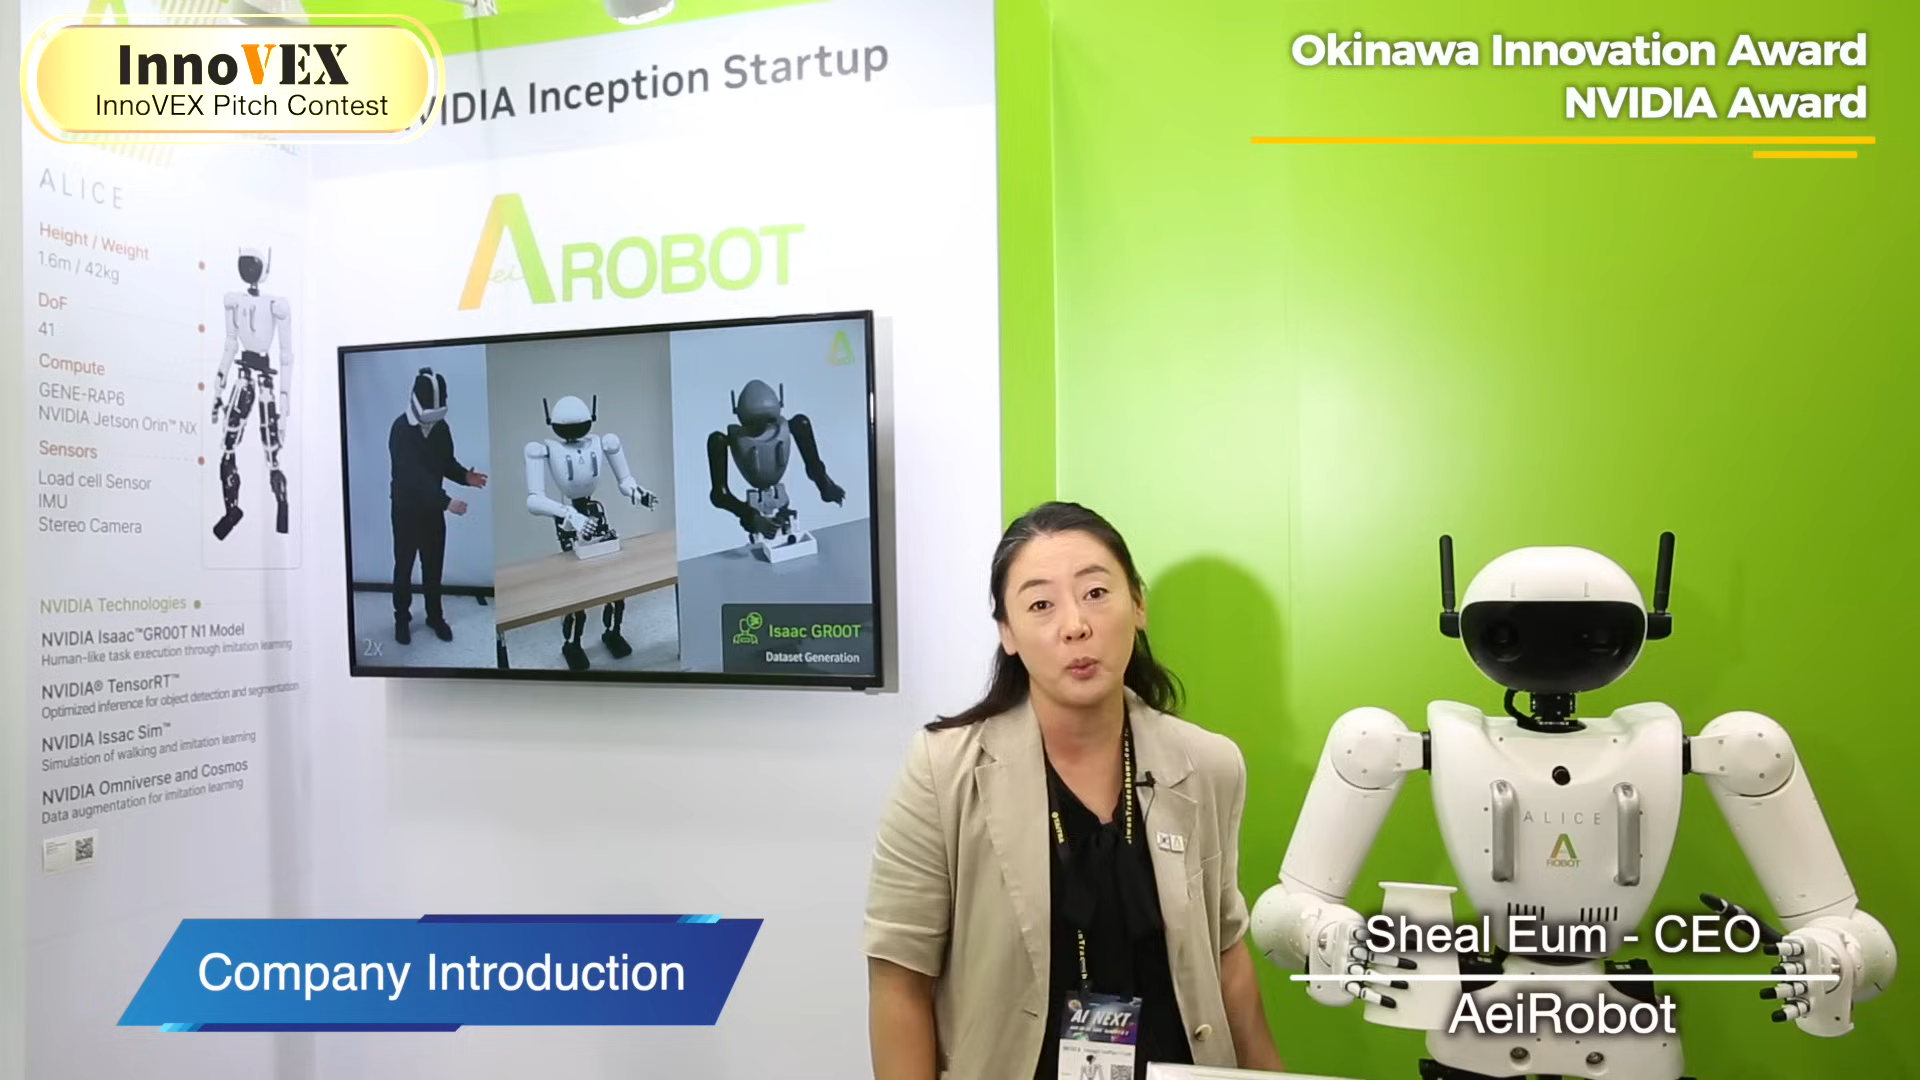 InnoVEX
InnoVEX Pitch Contest
Okinawa Innovation Award
NVIDIA Award
NVIDIA Inception Startup
Aei ROBOT
ALICE
Height / Weight
1.6m / 42kg
DoF
41
Compute
GENE-RAP6
NVIDIA Jetson Orin™ NX
Sensors
Load cell Sensor
IMU
Stereo Camera
NVIDIA Technologies
NVIDIA Isaac™GR00T N1 Model
Human-like task execution through imitation learning
NVIDIA® TensorRT™
Optimized inference for object detection and segmentation
NVIDIA Issac Sim™
Simulation of walking and imitation learning
NVIDIA Omniverse and Cosmos
Data augmentation for imitation learning
2x
Isaac GR00T
Dataset Generation
ALICE
A ROBOT
AI NEXT
Company Introduction
Sheal Eum - CEO
AeiRobot